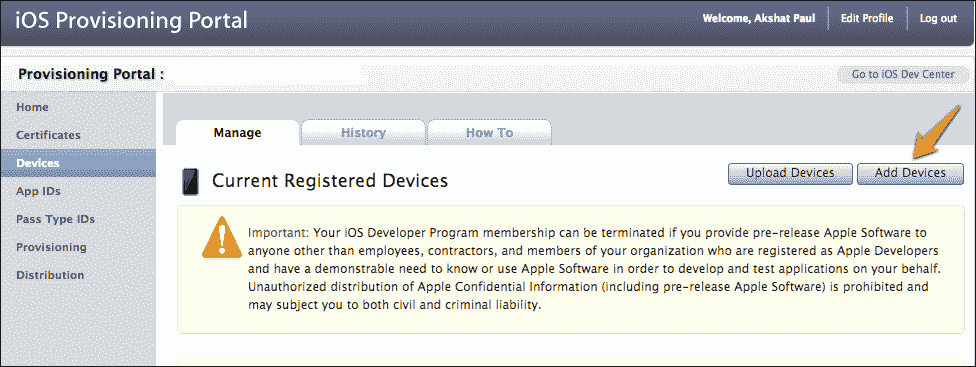 iOS Provisioning Portal
Welcome, Akshat Paul Edit Profile Log out
Provisioning Portal :
Go to iOS Dev Center
Home
Certificates
Devices
App IDs
Pass Type IDs
Provisioning
Distribution
Manage History How To
Current Registered Devices
Upload Devices Add Devices
Important: Your iOS Developer Program membership can be terminated if you provide pre-release Apple Software to
anyone other than employees, contractors, and members of your organization who are registered as Apple Developers
and have a demonstrable need to know or use Apple Software in order to develop and test applications on your behalf.
Unauthorized distribution of Apple Confidential Information (including pre-release Apple Software) is prohibited and
may subject you to both civil and criminal liability.